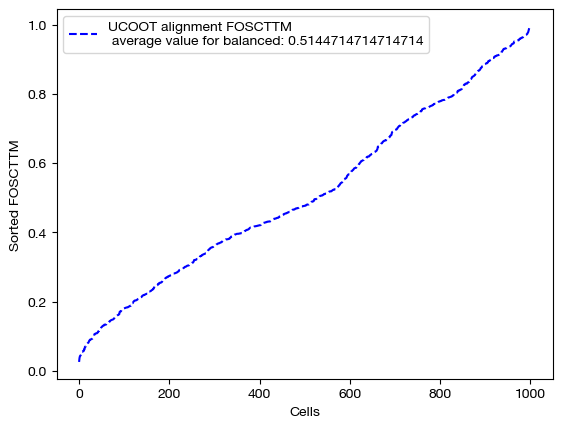 UCOOT alignment FOSCTTM
average value for balanced: 0.5144714714714714
1.0
0.8
0.6
0.4
0.2
0.0
Sorted FOSCTTM
0 200 400 600 800 1000
Cells